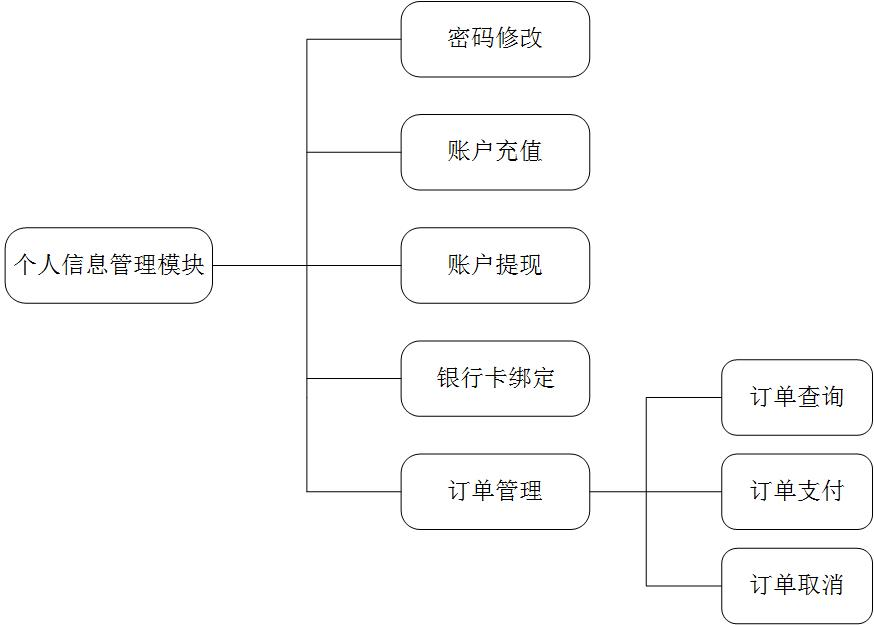 个人信息管理模块
密码修改
账户充值
账户提现
银行卡绑定
订单管理
订单查询
订单支付
订单取消